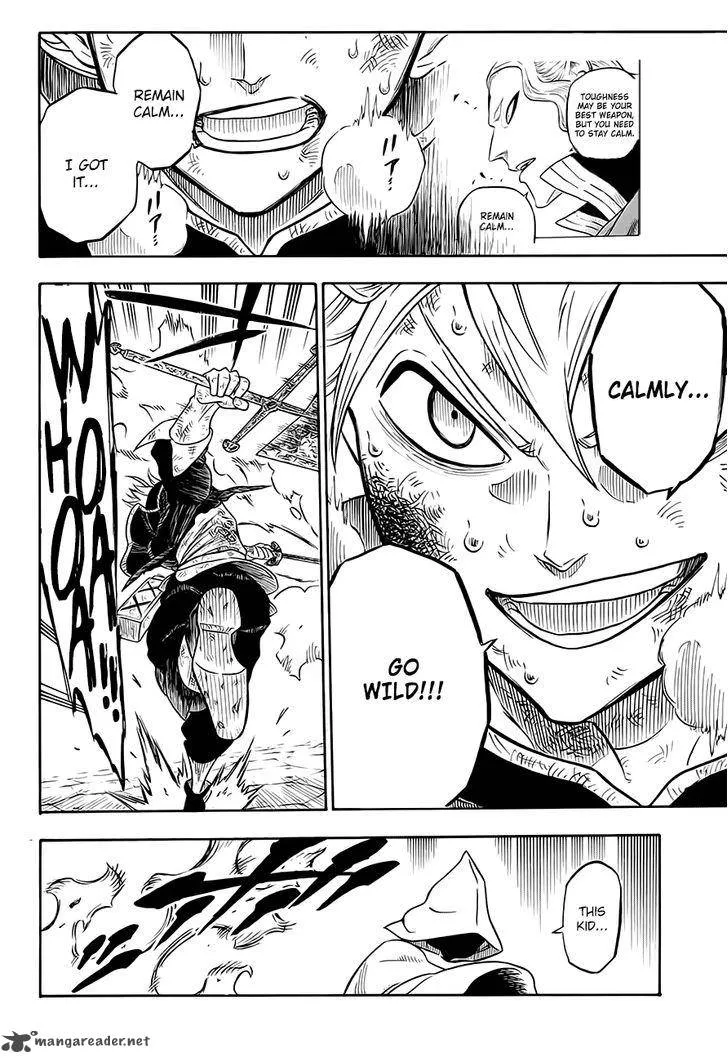 TOUGHNESS
MAY BE YOUR
BEST WEAPON,
BUT YOU NEED
TO STAY CALM.
REMAIN
CALM...
REMAIN
CALM...
I GOT
IT...
CALMLY...
GO
WILD!!!
WHOOOAAA!!!
THIS
KID...
mangareader.net